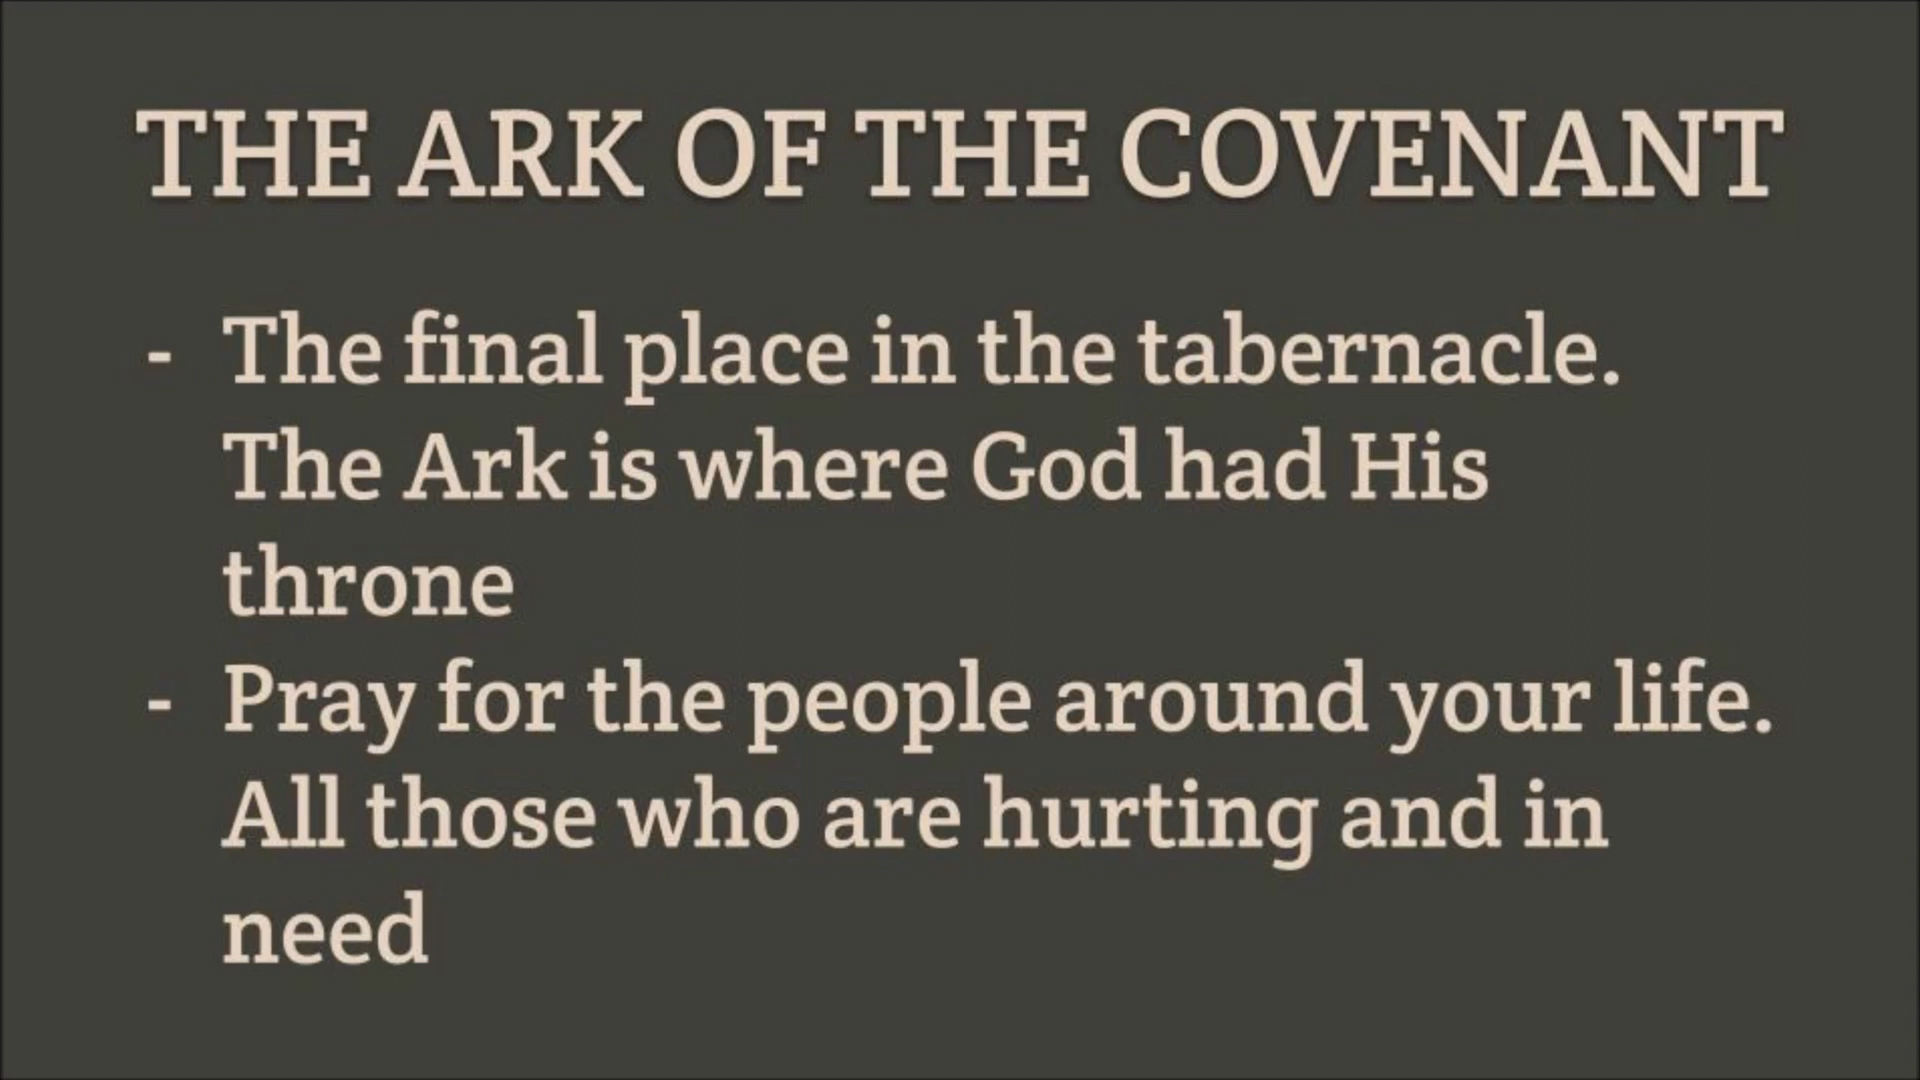 THE ARK OF THE COVENANT
- The final place in the tabernacle.
The Ark is where God had His
throne
- Pray for the people around your life.
All those who are hurting and in
need